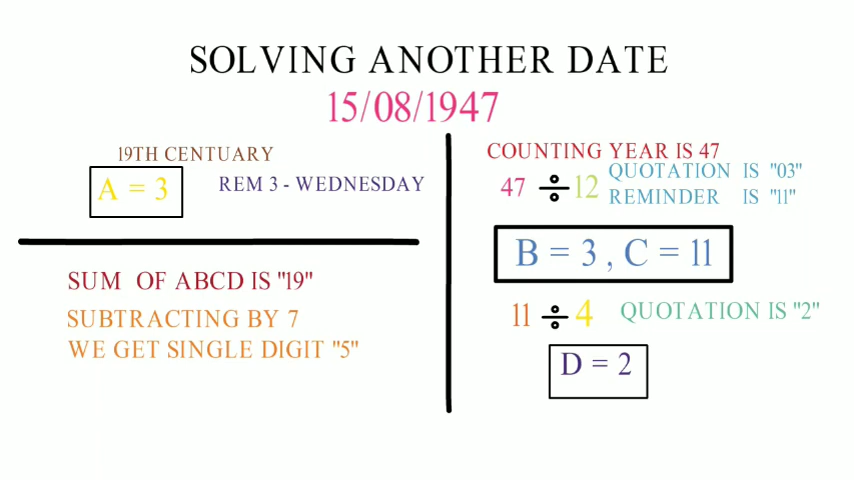 SOLVING ANOTHER DATE
15/08/1947
19TH CENTUARY
A = 3
REM 3 - WEDNESDAY
SUM OF ABCD IS "19"
SUBTRACTING BY 7
WE GET SINGLE DIGIT "5"
COUNTING YEAR IS 47
47 ÷ 12
QUOTATION IS "03"
REMINDER IS "11"
B = 3 , C = 11
11 ÷ 4
QUOTATION IS "2"
D = 2